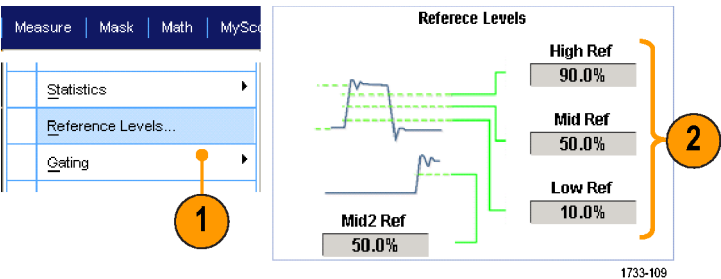 Measure Mask Math MySco
Statistics
Reference Levels...
Gating
1
Referece Levels
High Ref
90.0%
Mid Ref
50.0%
2
Low Ref
10.0%
Mid2 Ref
50.0%
1733-109